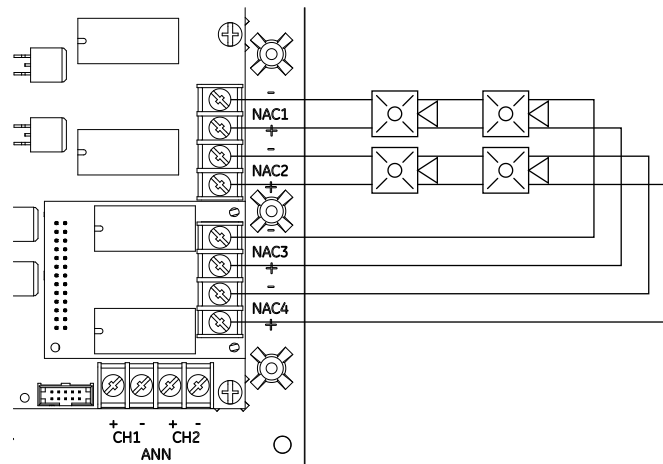 -
NAC1
+
-
NAC2
+
-
NAC3
+
-
NAC4
+
+ - + -
CH1 CH2
ANN